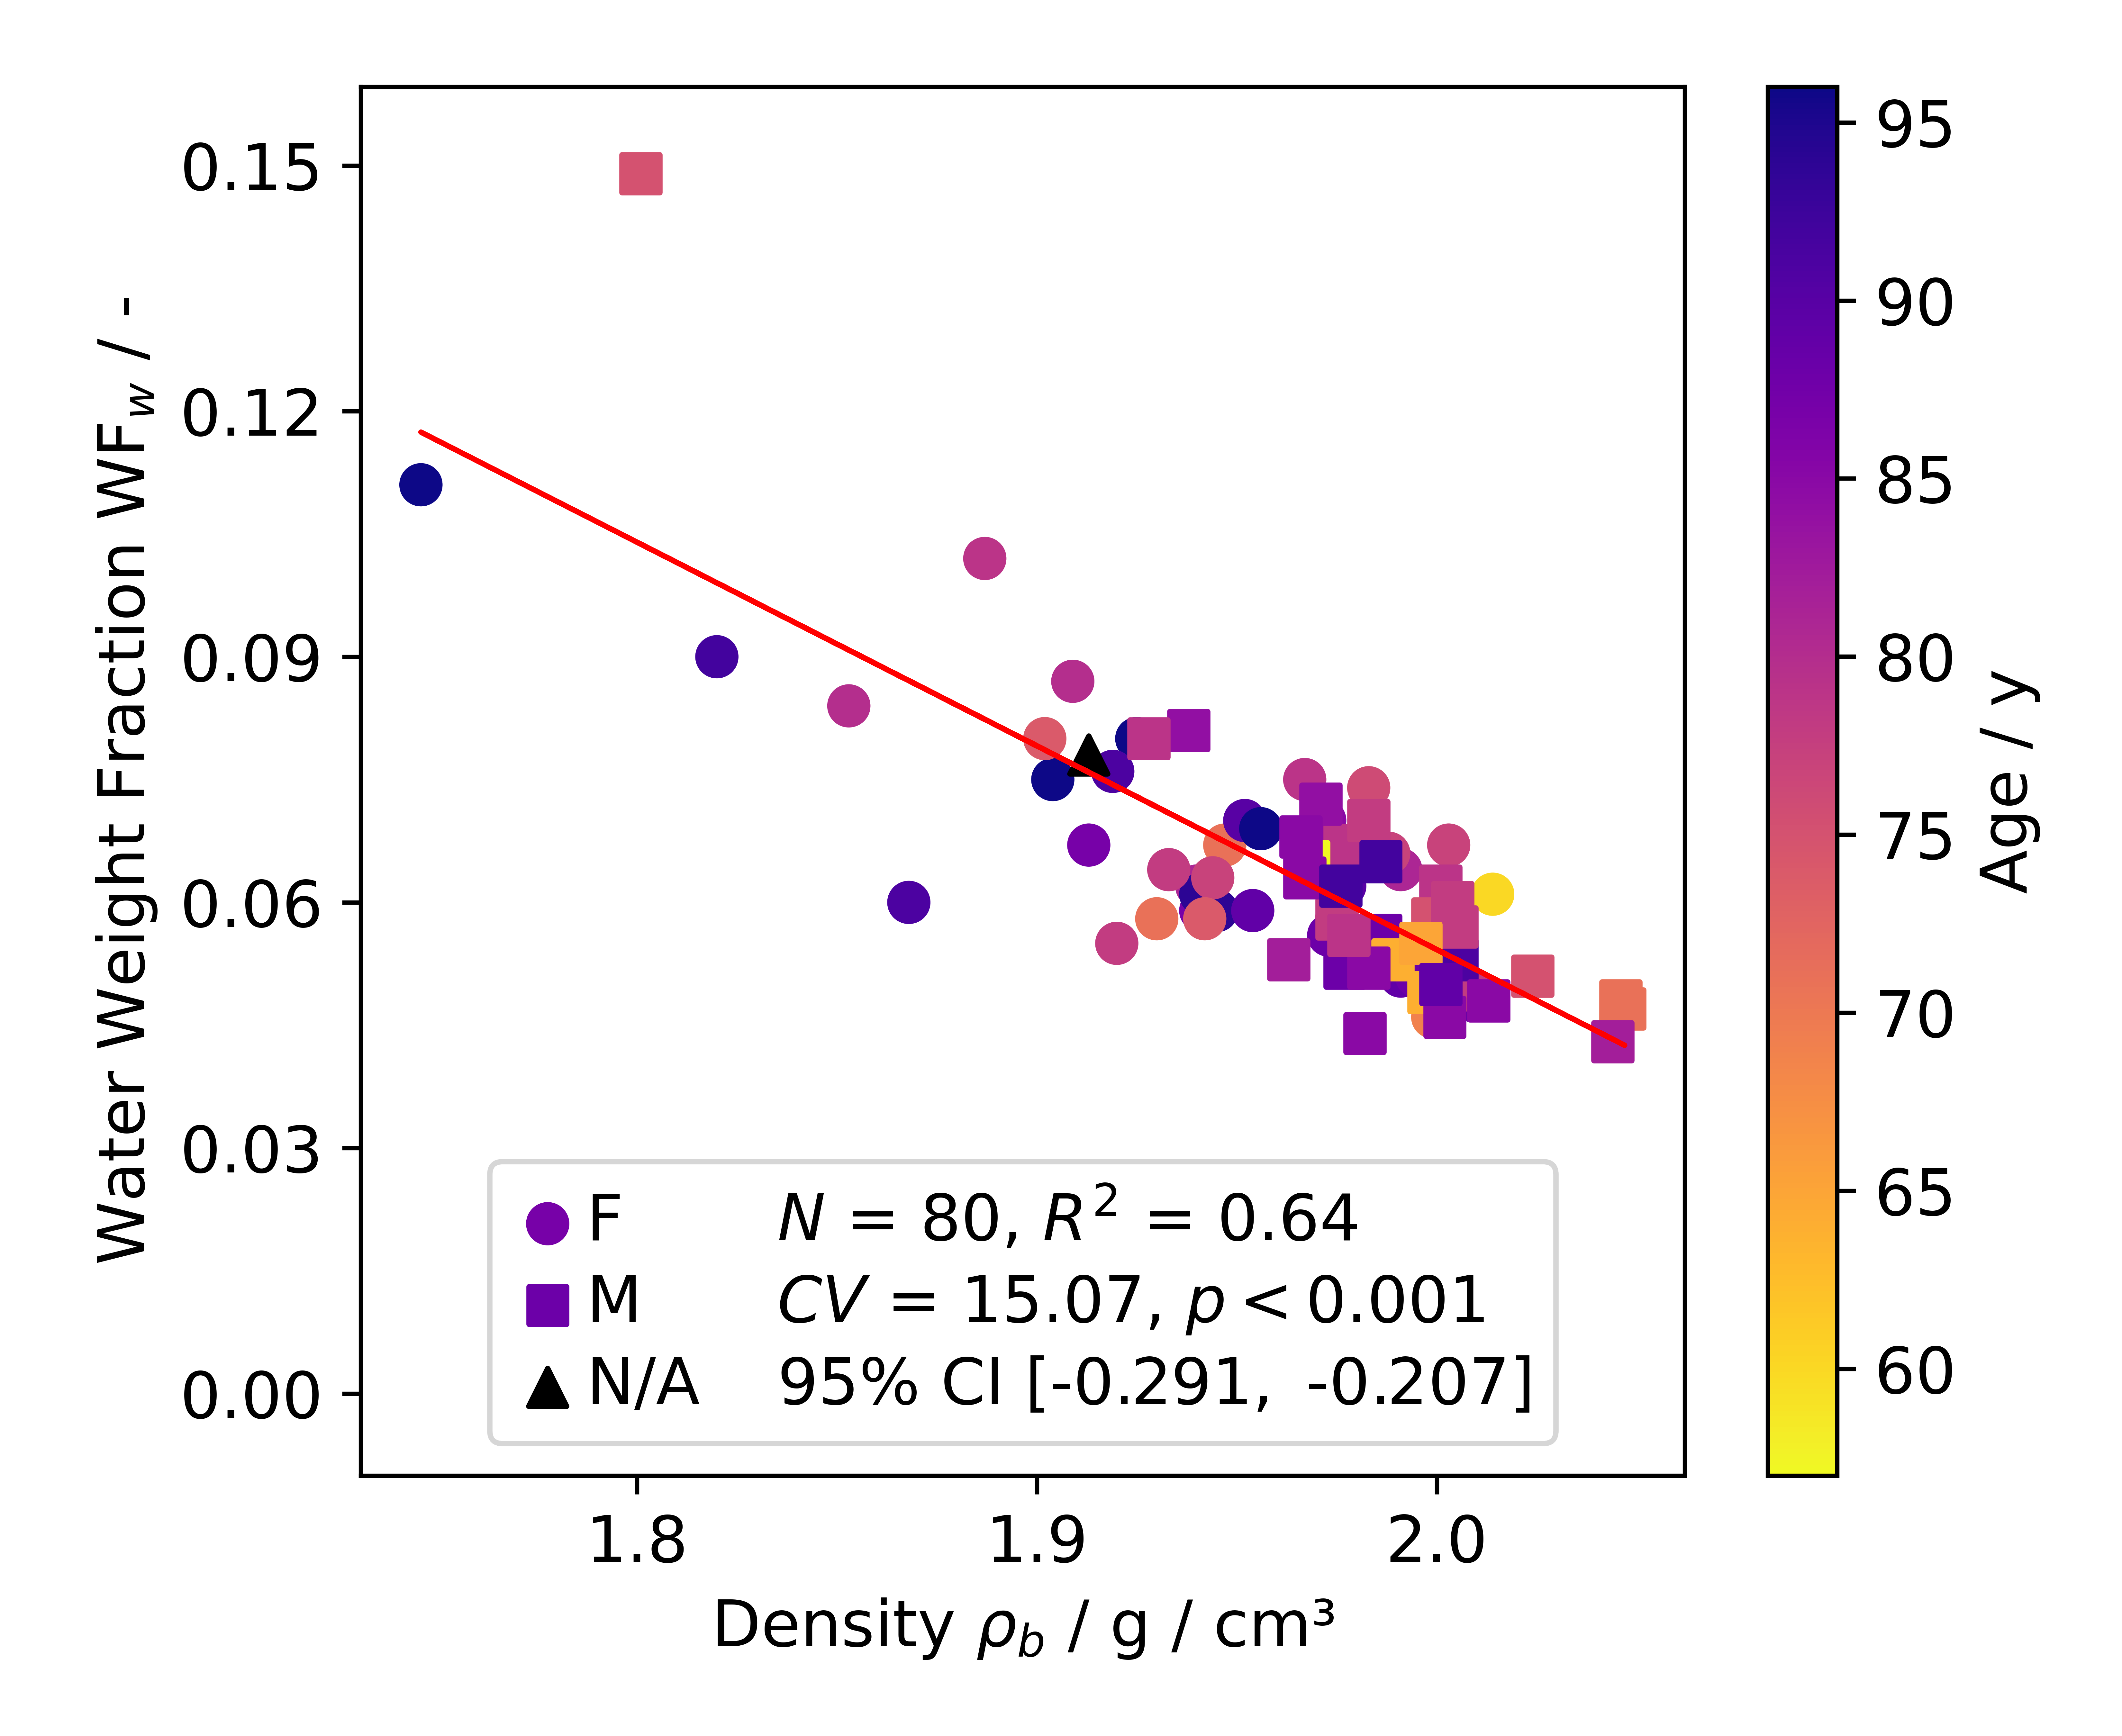 Water Weight Fraction WF_w / -
0.15
0.12
0.09
0.06
0.03
0.00
F N = 80, R² = 0.64
M CV = 15.07, p < 0.001
N/A 95% CI [-0.291, -0.207]
1.8 1.9 2.0
Density ρ_b / g / cm³
95
90
85
80
75
70
65
60
Age / y